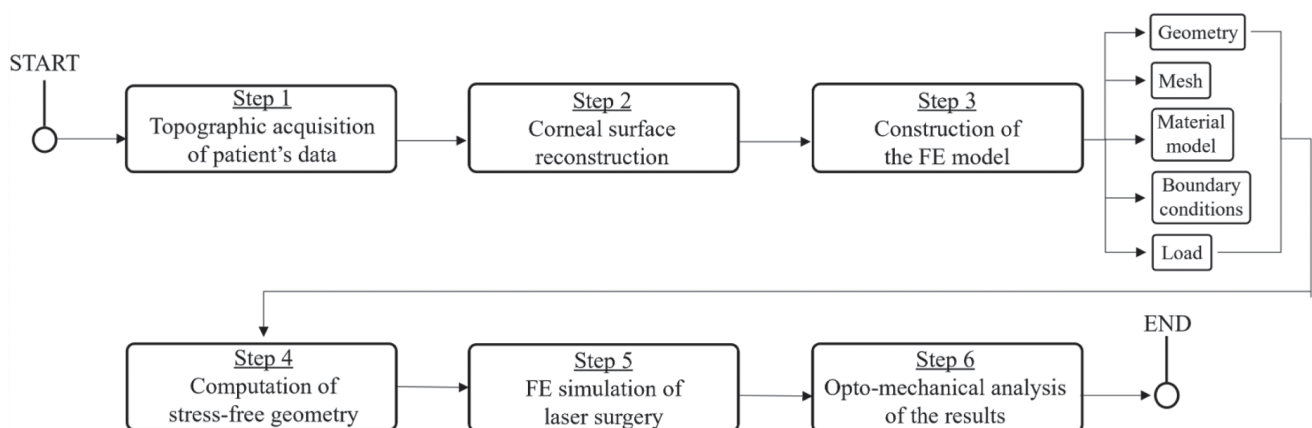 START
Step 1
Topographic acquisition
of patient's data
Step 2
Corneal surface
reconstruction
Step 3
Construction of
the FE model
Geometry
Mesh
Material
model
Boundary
conditions
Load
Step 4
Computation of
stress-free geometry
Step 5
FE simulation of
laser surgery
Step 6
Opto-mechanical analysis
of the results
END